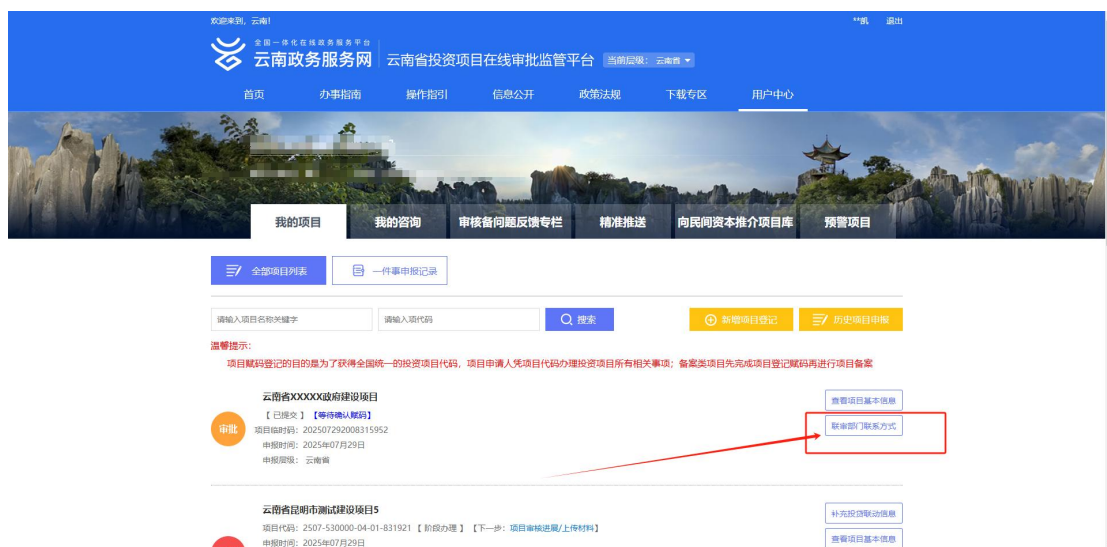 欢迎来到，云南！ **凯 退出
全国一体化在线政务服务平台
云南政务服务网 云南省投资项目在线审批监管平台 当前层级：云南省
首页 办事指南 操作指引 信息公开 政策法规 下载专区 用户中心
我的项目 我的咨询 审核备问题反馈专栏 精准推送 向民间资本推介项目库 预警项目
全部项目列表 一件事申报记录
请输入项目名称关键字 请输入项代码 搜索 新增项目登记 历史项目申报
温馨提示：
项目赋码登记的目的是为了获得全国统一的投资项目代码，项目申请人凭项目代码办理投资项目所有相关事项；备案类项目先完成项目登记赋码再进行项目备案
云南省XXXXX政府建设项目 查看项目基本信息
【 已提交 】【等待确认赋码】
审批 项目临时码：202507292008315952 联审部门联系方式
申报时间：2025年07月29日
申报层级： 云南省
云南省昆明市测试建设项目5 补充投贷联动信息
项目代码：2507-530000-04-01-831921 【 阶段办理 】 【下一步：项目审核进展/上传材料】
申报时间：2025年07月29日 查看项目基本信息